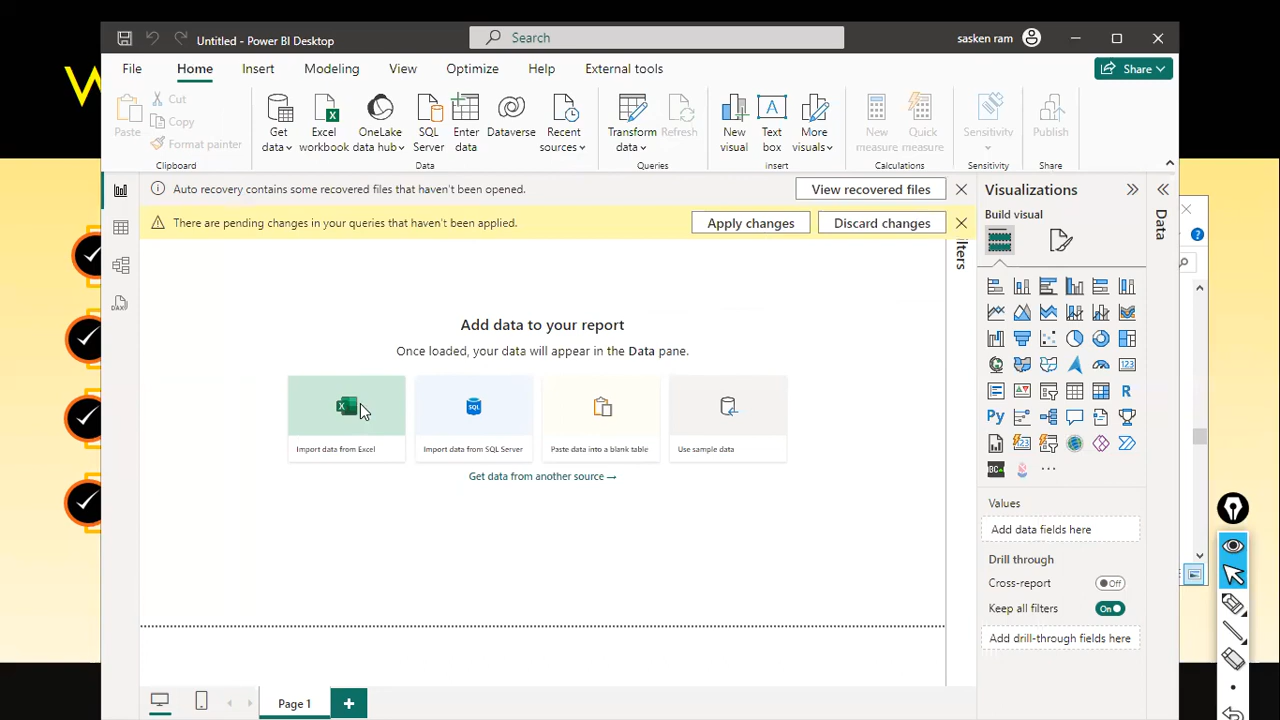 W
Untitled - Power BI Desktop
Search
sasken ram
File
Home
Insert
Modeling
View
Optimize
Help
External tools
Share
Paste
Cut
Copy
Format painter
Clipboard
Get data
Excel workbook
OneLake data hub
SQL Server
Enter data
Dataverse
Recent sources
Data
Transform data
Refresh
Queries
New visual
Text box
More visuals
Insert
New measure
Quick measure
Calculations
Sensitivity
Sensitivity
Publish
Share
Auto recovery contains some recovered files that haven't been opened.
View recovered files
There are pending changes in your queries that haven't been applied.
Apply changes
Discard changes
Add data to your report
Once loaded, your data will appear in the Data pane.
Import data from Excel
Import data from SQL Server
Paste data into a blank table
Use sample data
Get data from another source →
Page 1
Visualizations
Build visual
Data
Values
Add data fields here
Drill through
Cross-report
Off
Keep all filters
On
Add drill-through fields here